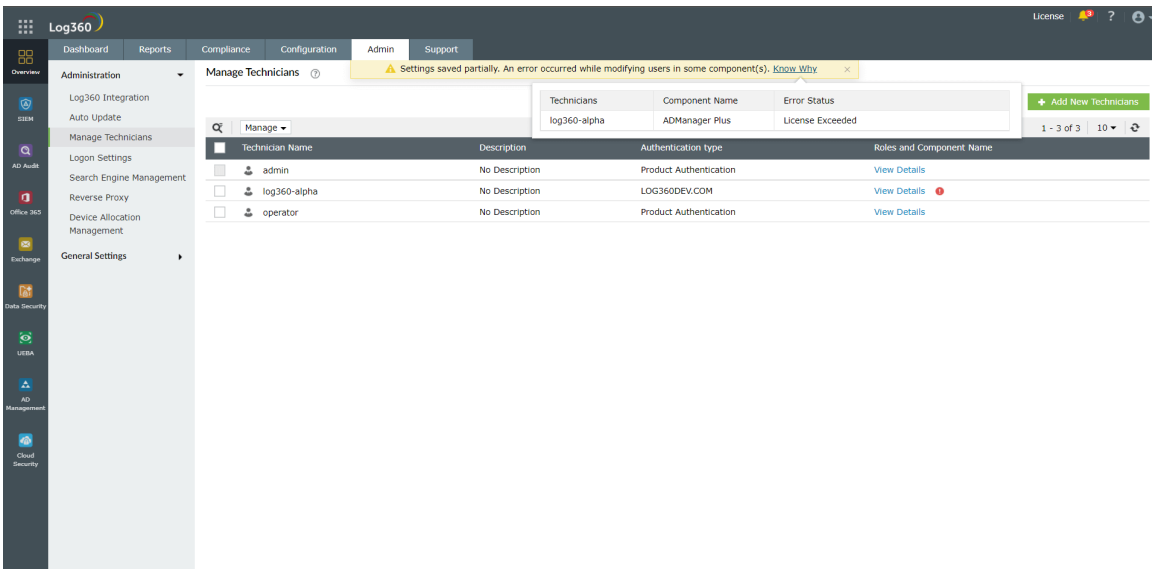 Log360
License
3
?
Dashboard
Reports
Compliance
Configuration
Admin
Support
Overview
SIEM
AD Audit
Office 365
Exchange
Data Security
UEBA
AD
Management
Cloud
Security
Administration
Log360 Integration
Auto Update
Manage Technicians
Logon Settings
Search Engine Management
Reverse Proxy
Device Allocation
Management
General Settings
Manage Technicians ?
Settings saved partially. An error occurred while modifying users in some component(s). Know Why ×
Technicians Component Name Error Status
log360-alpha ADManager Plus License Exceeded
+ Add New Technicians
Manage
1 - 3 of 3 10
Technician Name Description Authentication type Roles and Component Name
admin No Description Product Authentication View Details
log360-alpha No Description LOG360DEV.COM View Details !
operator No Description Product Authentication View Details